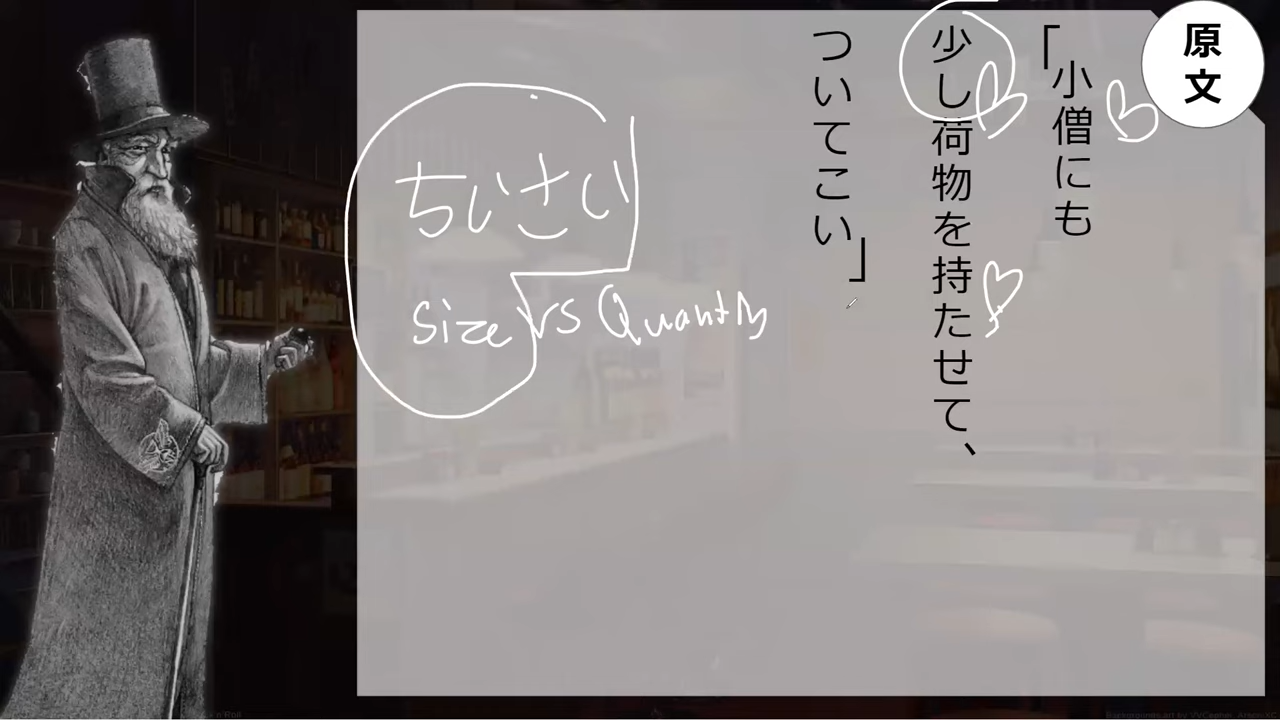 原文
「小僧にも
少し荷物を持たせて、
ついてこい」
ちいさい
size vs Quantity